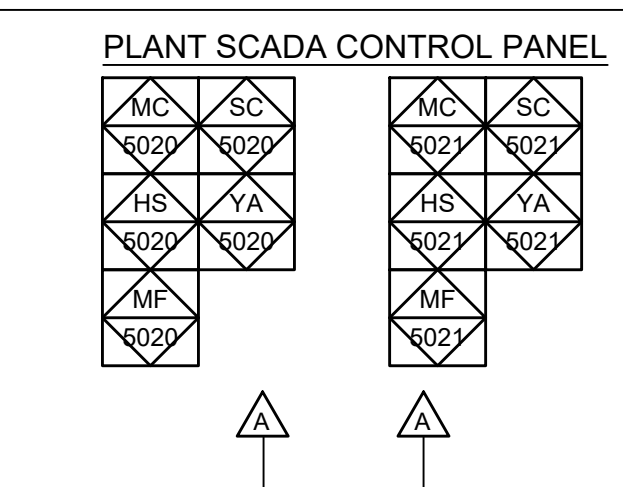 PLANT SCADA CONTROL PANEL
MC SC MC SC
5020 5020 5021 5021
HS YA HS YA
5020 5020 5021 5021
MF MF
5020 5021
A A